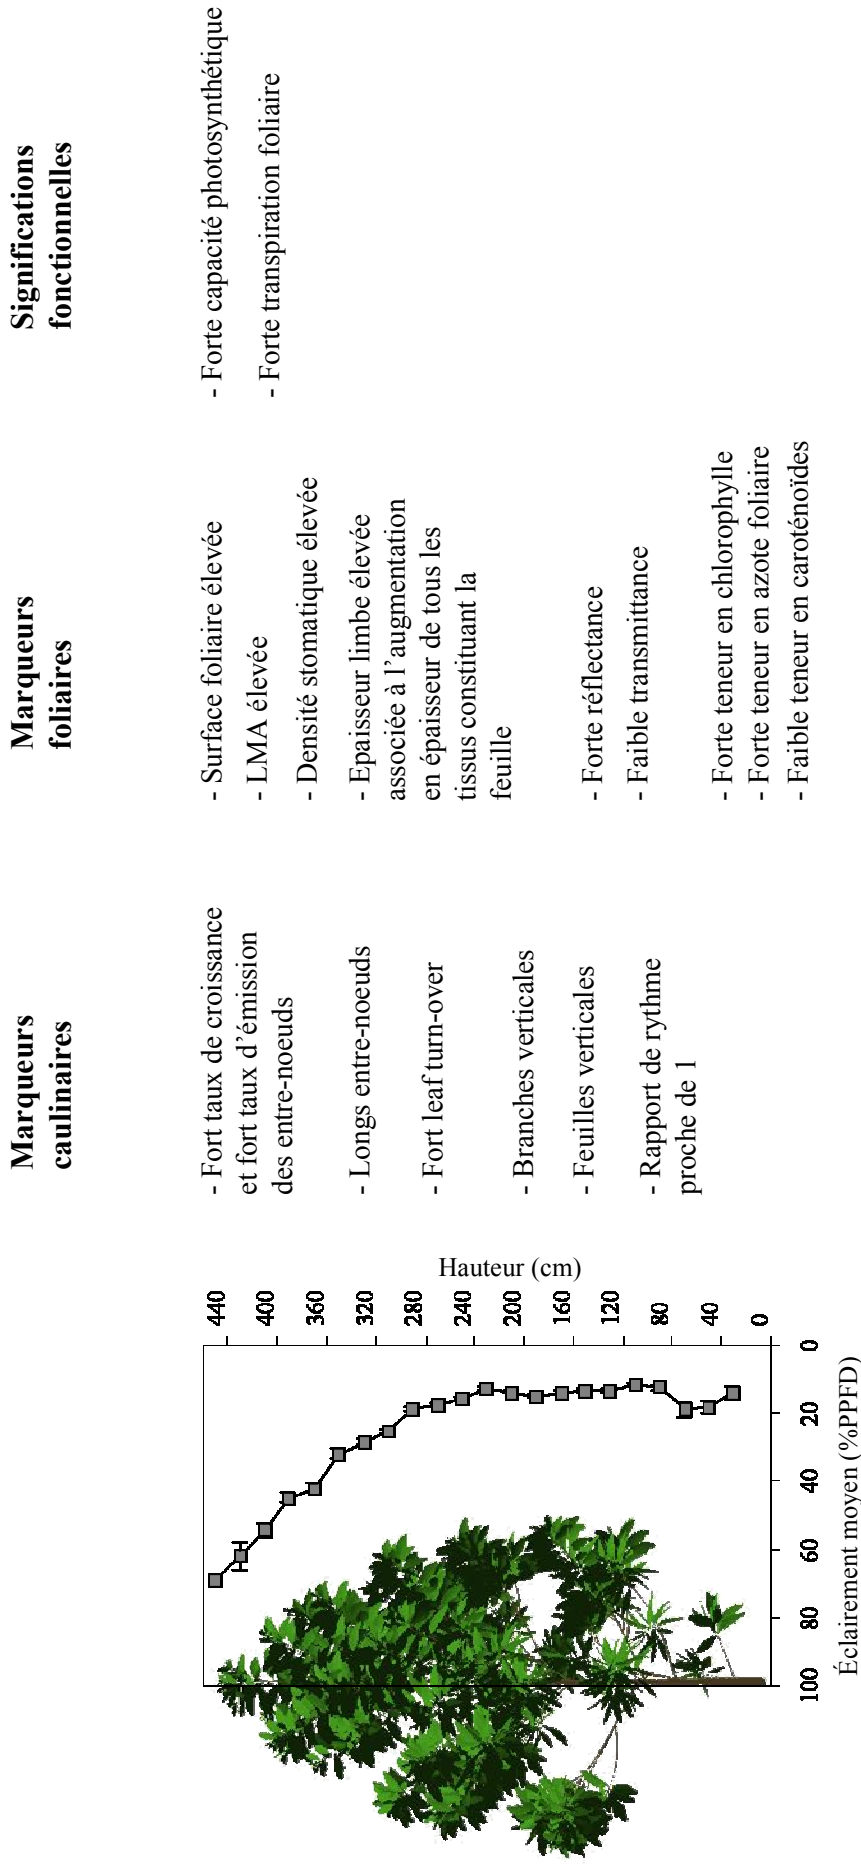 Marqueurs
caulinaires
- Fort taux de croissance
et fort taux d’émission
des entre-noeuds
- Longs entre-noeuds
- Fort leaf turn-over
- Branches verticales
- Feuilles verticales
- Rapport de rythme
proche de 1
Marqueurs
foliaires
- Surface foliaire élevée
- LMA élevée
- Densité stomatique élevée
- Epaisseur limbe élevée
associée à l’augmentation
en épaisseur de tous les
tissus constituant la
feuille
- Forte réflectance
- Faible transmittance
- Forte teneur en chlorophylle
- Forte teneur en azote foliaire
- Faible teneur en caroténoïdes
Significations
fonctionnelles
- Forte capacité photosynthétique
- Forte transpiration foliaire
Hauteur (cm)
440
400
360
320
280
240
200
160
120
80
40
0
100
80
60
40
20
0
Éclairement moyen (%PPFD)